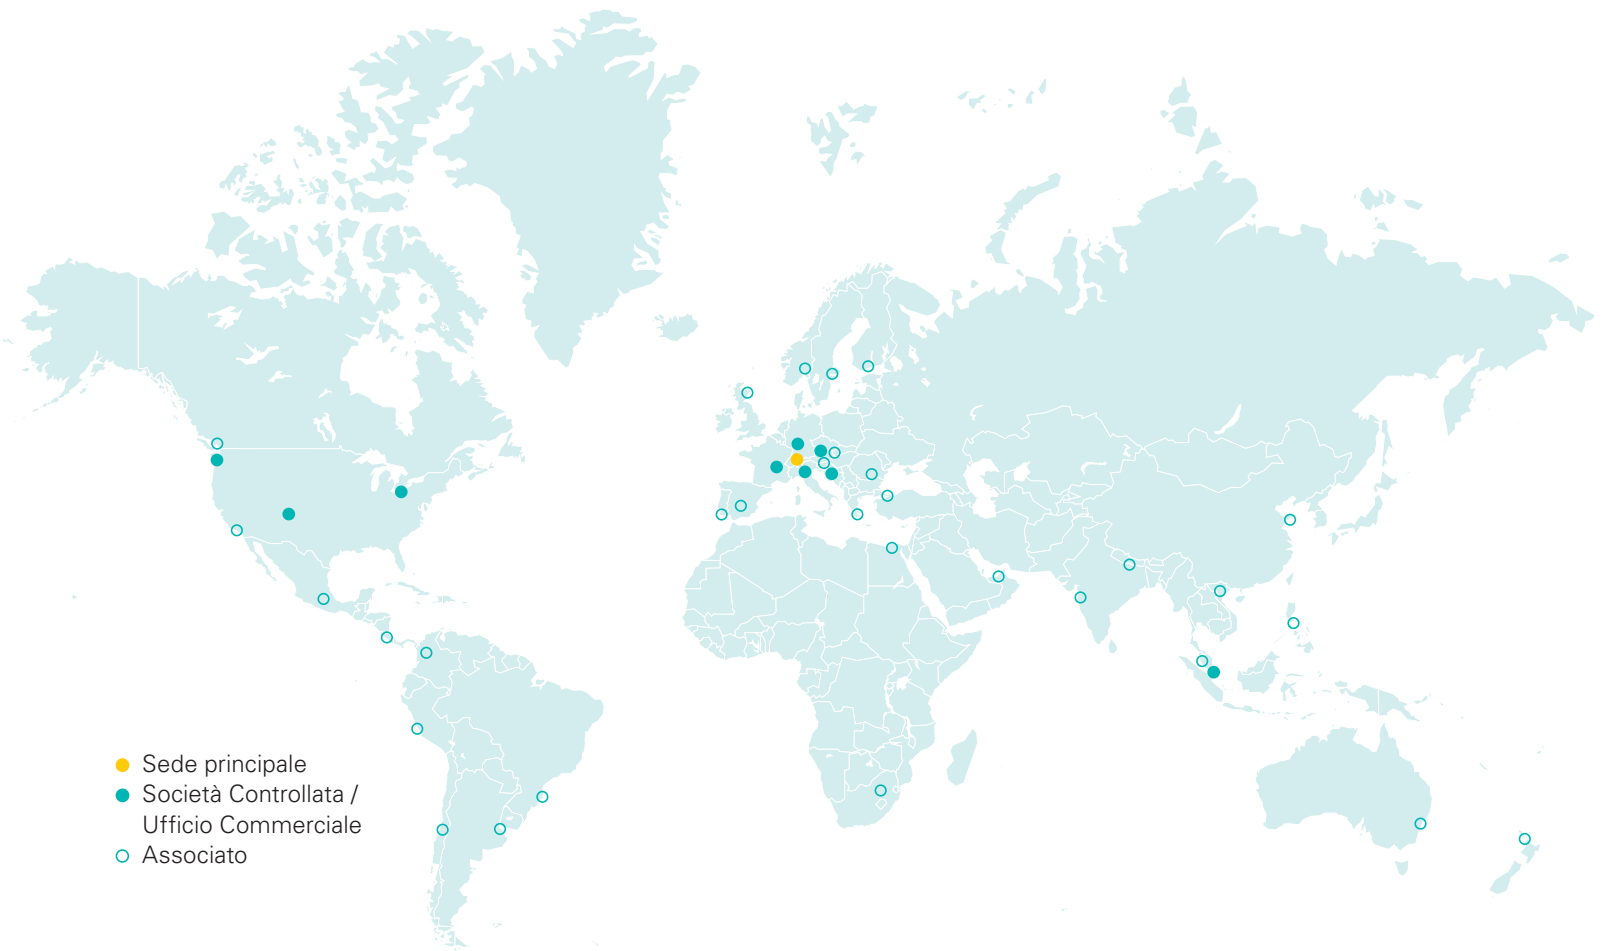 Sede principale
Società Controllata /
Ufficio Commerciale
Associato